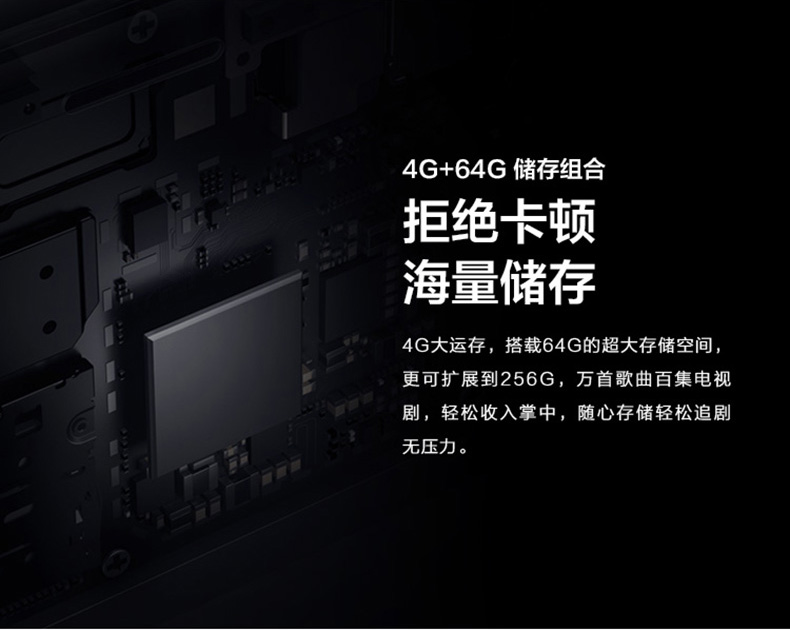 4G+64G 储存组合
拒绝卡顿
海量储存
4G大运存，搭载64G的超大存储空间，
更可扩展到256G，万首歌曲百集电视
剧，轻松收入掌中，随心存储轻松追剧
无压力。